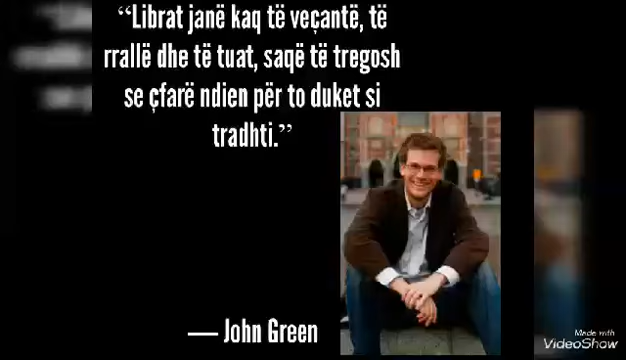 “Librat janë kaq të veçantë, të
rrallë dhe të tuat, saqë të tregosh
se çfarë ndien për to duket si
tradhti.”
— John Green
Made with
VideoShow